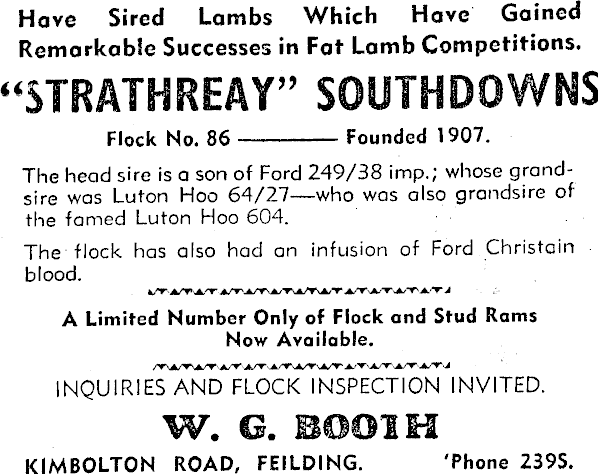 Have Sired Lambs Which Have Gained
Remarkable Successes in Fat Lamb Competitions.
"STRATHREAY" SOUTHDOWNS
Flock No. 86 ———— Founded 1907.
The head sire is a son of Ford 249/38 imp.; whose grand-
sire was Luton Hoo 64/27—who was also grandsire of
the famed Luton Hoo 604.
The flock has also had an infusion of Ford Christain
blood.
A Limited Number Only of Flock and Stud Rams
Now Available.
INQUIRIES AND FLOCK INSPECTION INVITED.
W. G. BOOTH
KIMBOLTON ROAD, FEILDING. 'Phone 239S.